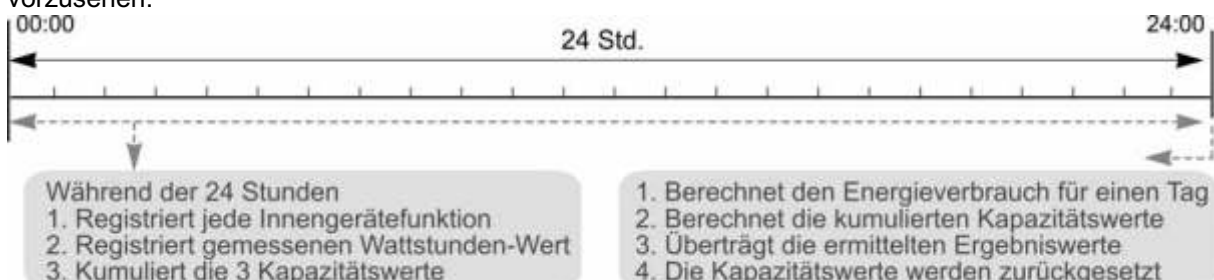 vorzusehen.
00:00
24:00
24 Std.
Während der 24 Stunden
1. Registriert jede Innengerätefunktion
2. Registriert gemessenen Wattstunden-Wert
3. Kumuliert die 3 Kapazitätswerte
1. Berechnet den Energieverbrauch für einen Tag
2. Berechnet die kumulierten Kapazitätswerte
3. Überträgt die ermittelten Ergebniswerte
4. Die Kapazitätswerte werden zurückgesetzt